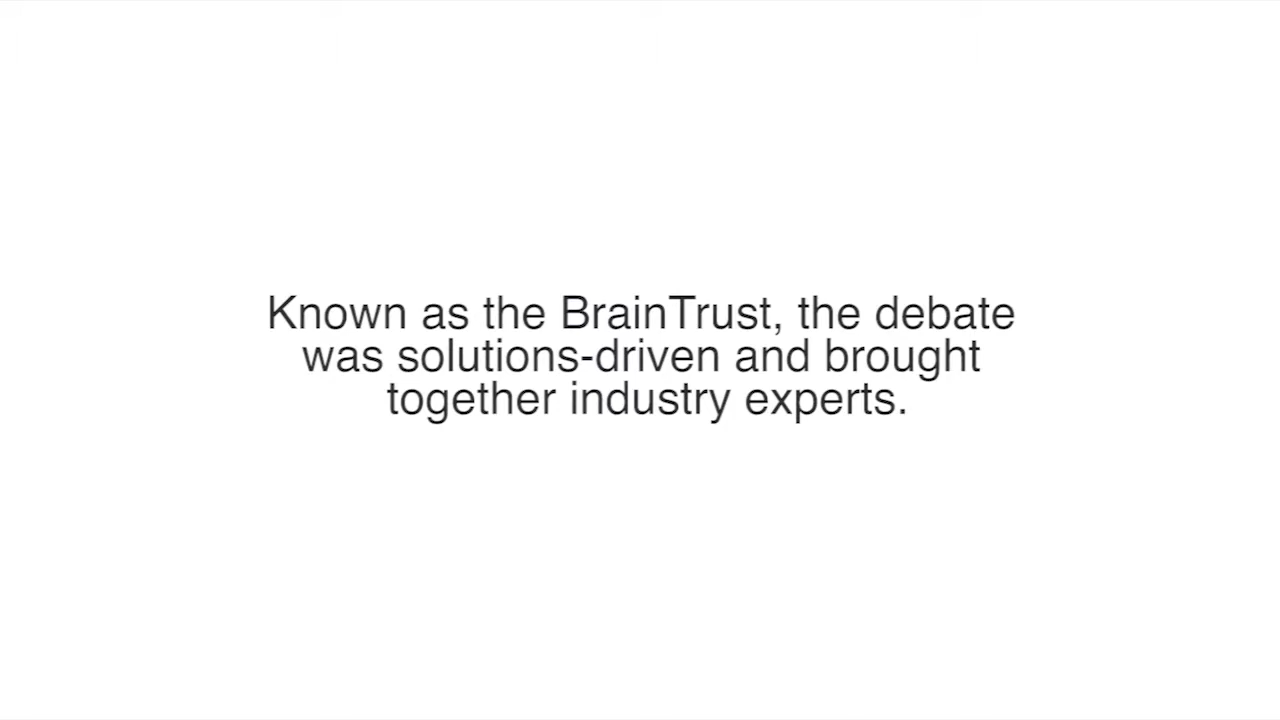 Known as the BrainTrust, the debate
was solutions-driven and brought
together industry experts.